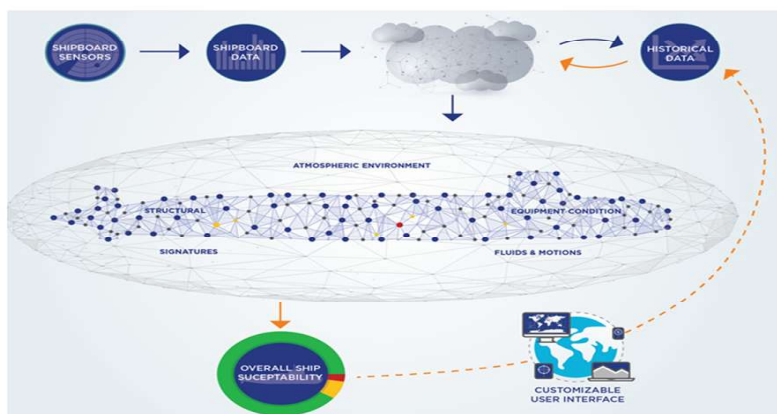 SHIPBOARD
SENSORS
SHIPBOARD
DATA
HISTORICAL
DATA
ATMOSPHERIC ENVIRONMENT
STRUCTURAL
EQUIPMENT CONDITION
SIGNATURES
FLUIDS & MOTIONS
OVERALL SHIP
SUCEPTABILITY
CUSTOMIZABLE
USER INTERFACE